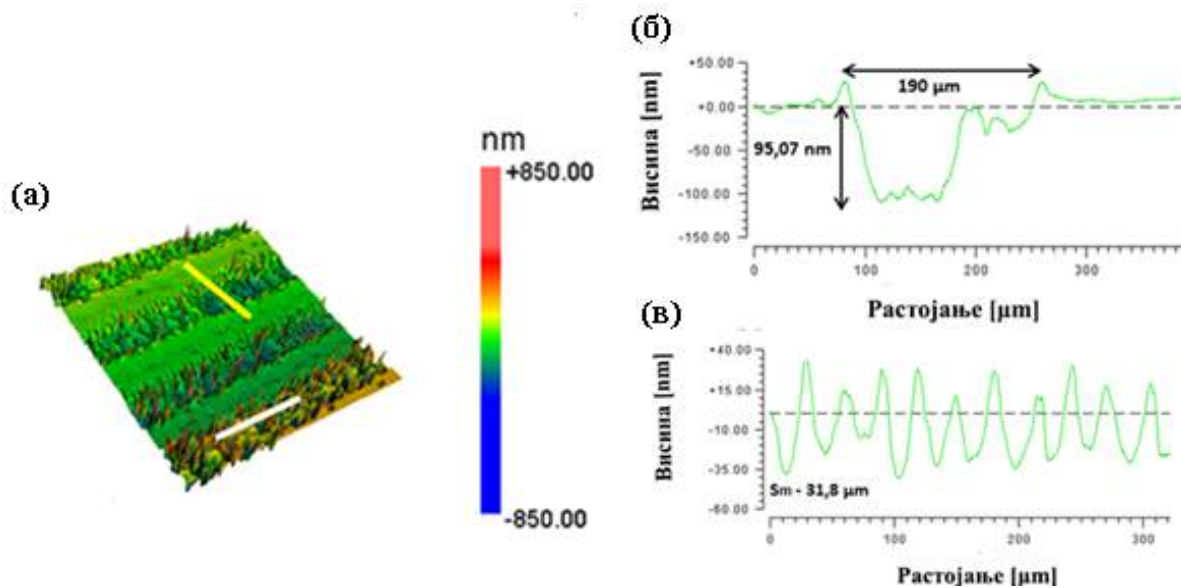 (а)
nm
+850.00
-850.00
(б)
Висина [nm]
+50.00
+0.00
-50.00
-100.00
-150.00
190 µm
95,07 nm
0
100
200
300
Растојање [µm]
(в)
Висина [nm]
+40.00
+15.00
-10.00
-35.00
-60.00
Sm - 31,8 µm
0
100
200
300
Растојање [µm]